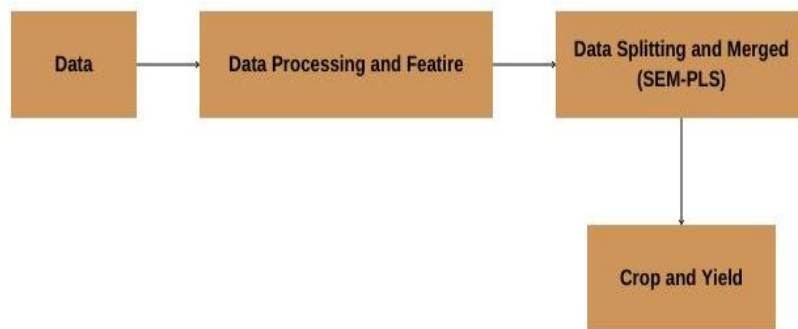 Data
Data Processing and Featire
Data Splitting and Merged
(SEM-PLS)
Crop and Yield